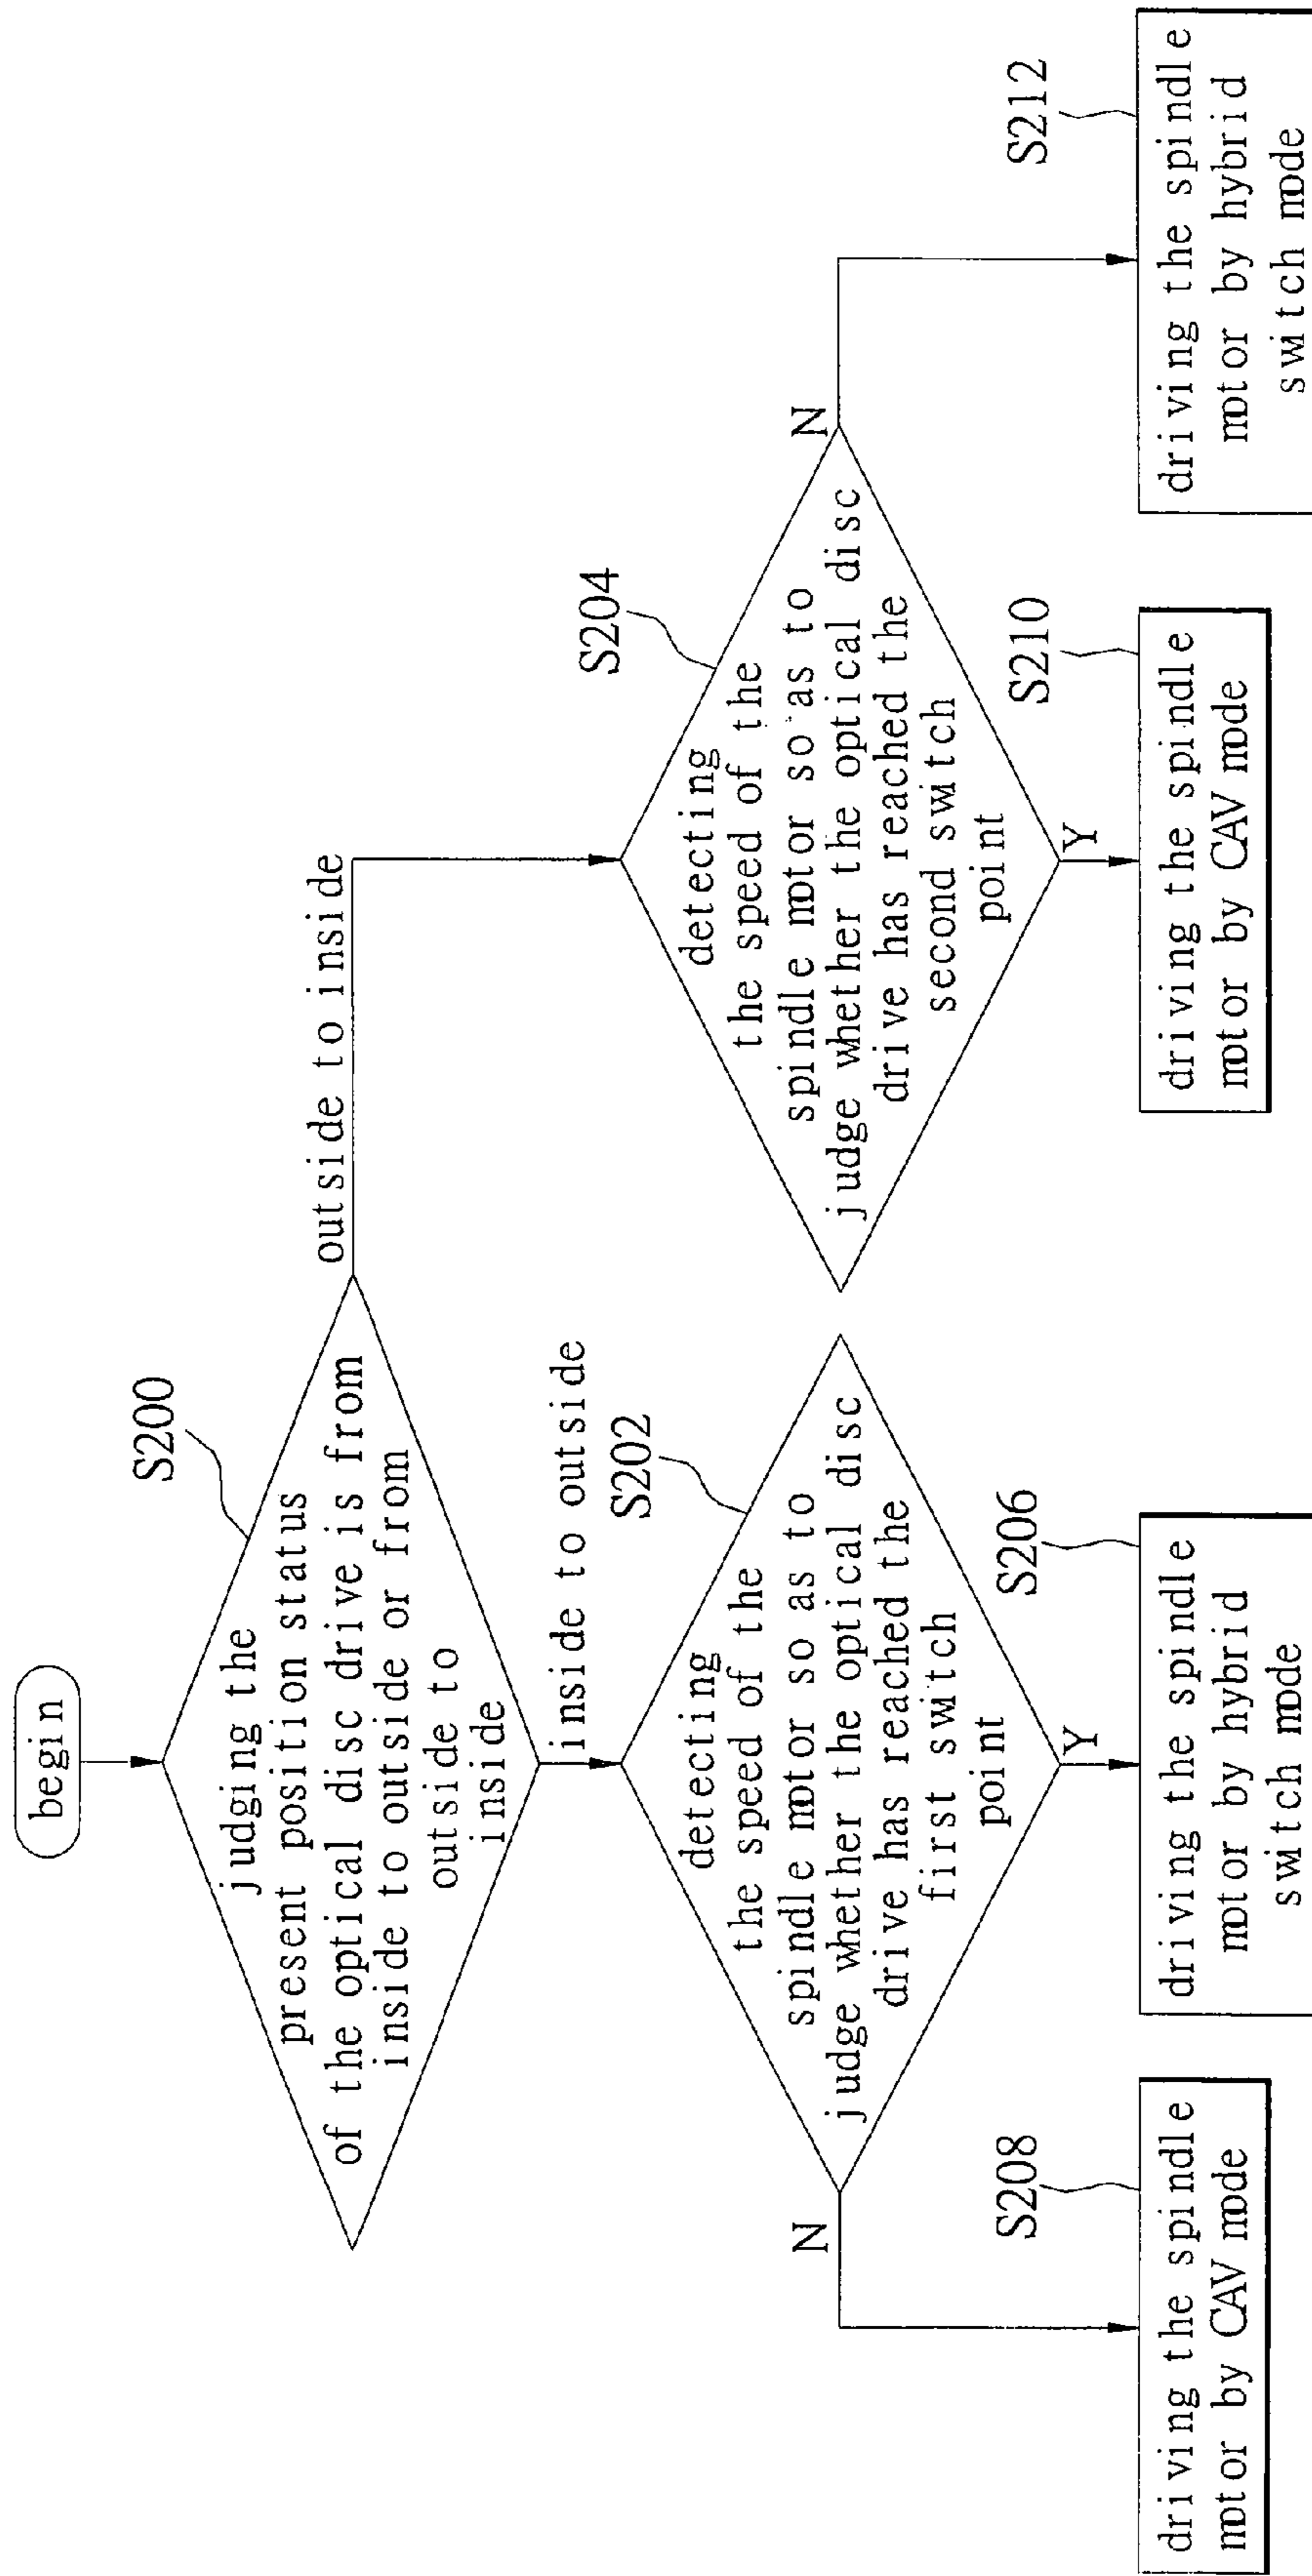 begin
S200
judging the
present position status
of the optical disc drive is from
inside to outside or from
outside to
inside
outside to inside
inside to outside
S202
detecting
the speed of the
spindle motor so as to
judge whether the optical disc
drive has reached the
first switch
point
S204
detecting
the speed of the
spindle motor so as to
judge whether the optical disc
drive has reached the
second switch
point
N
Y
Y
N
S208
driving the spindle
motor by CAV mode
S206
driving the spindle
motor by hybrid
switch mode
S210
driving the spindle
motor by CAV mode
S212
driving the spindle
motor by hybrid
switch mode